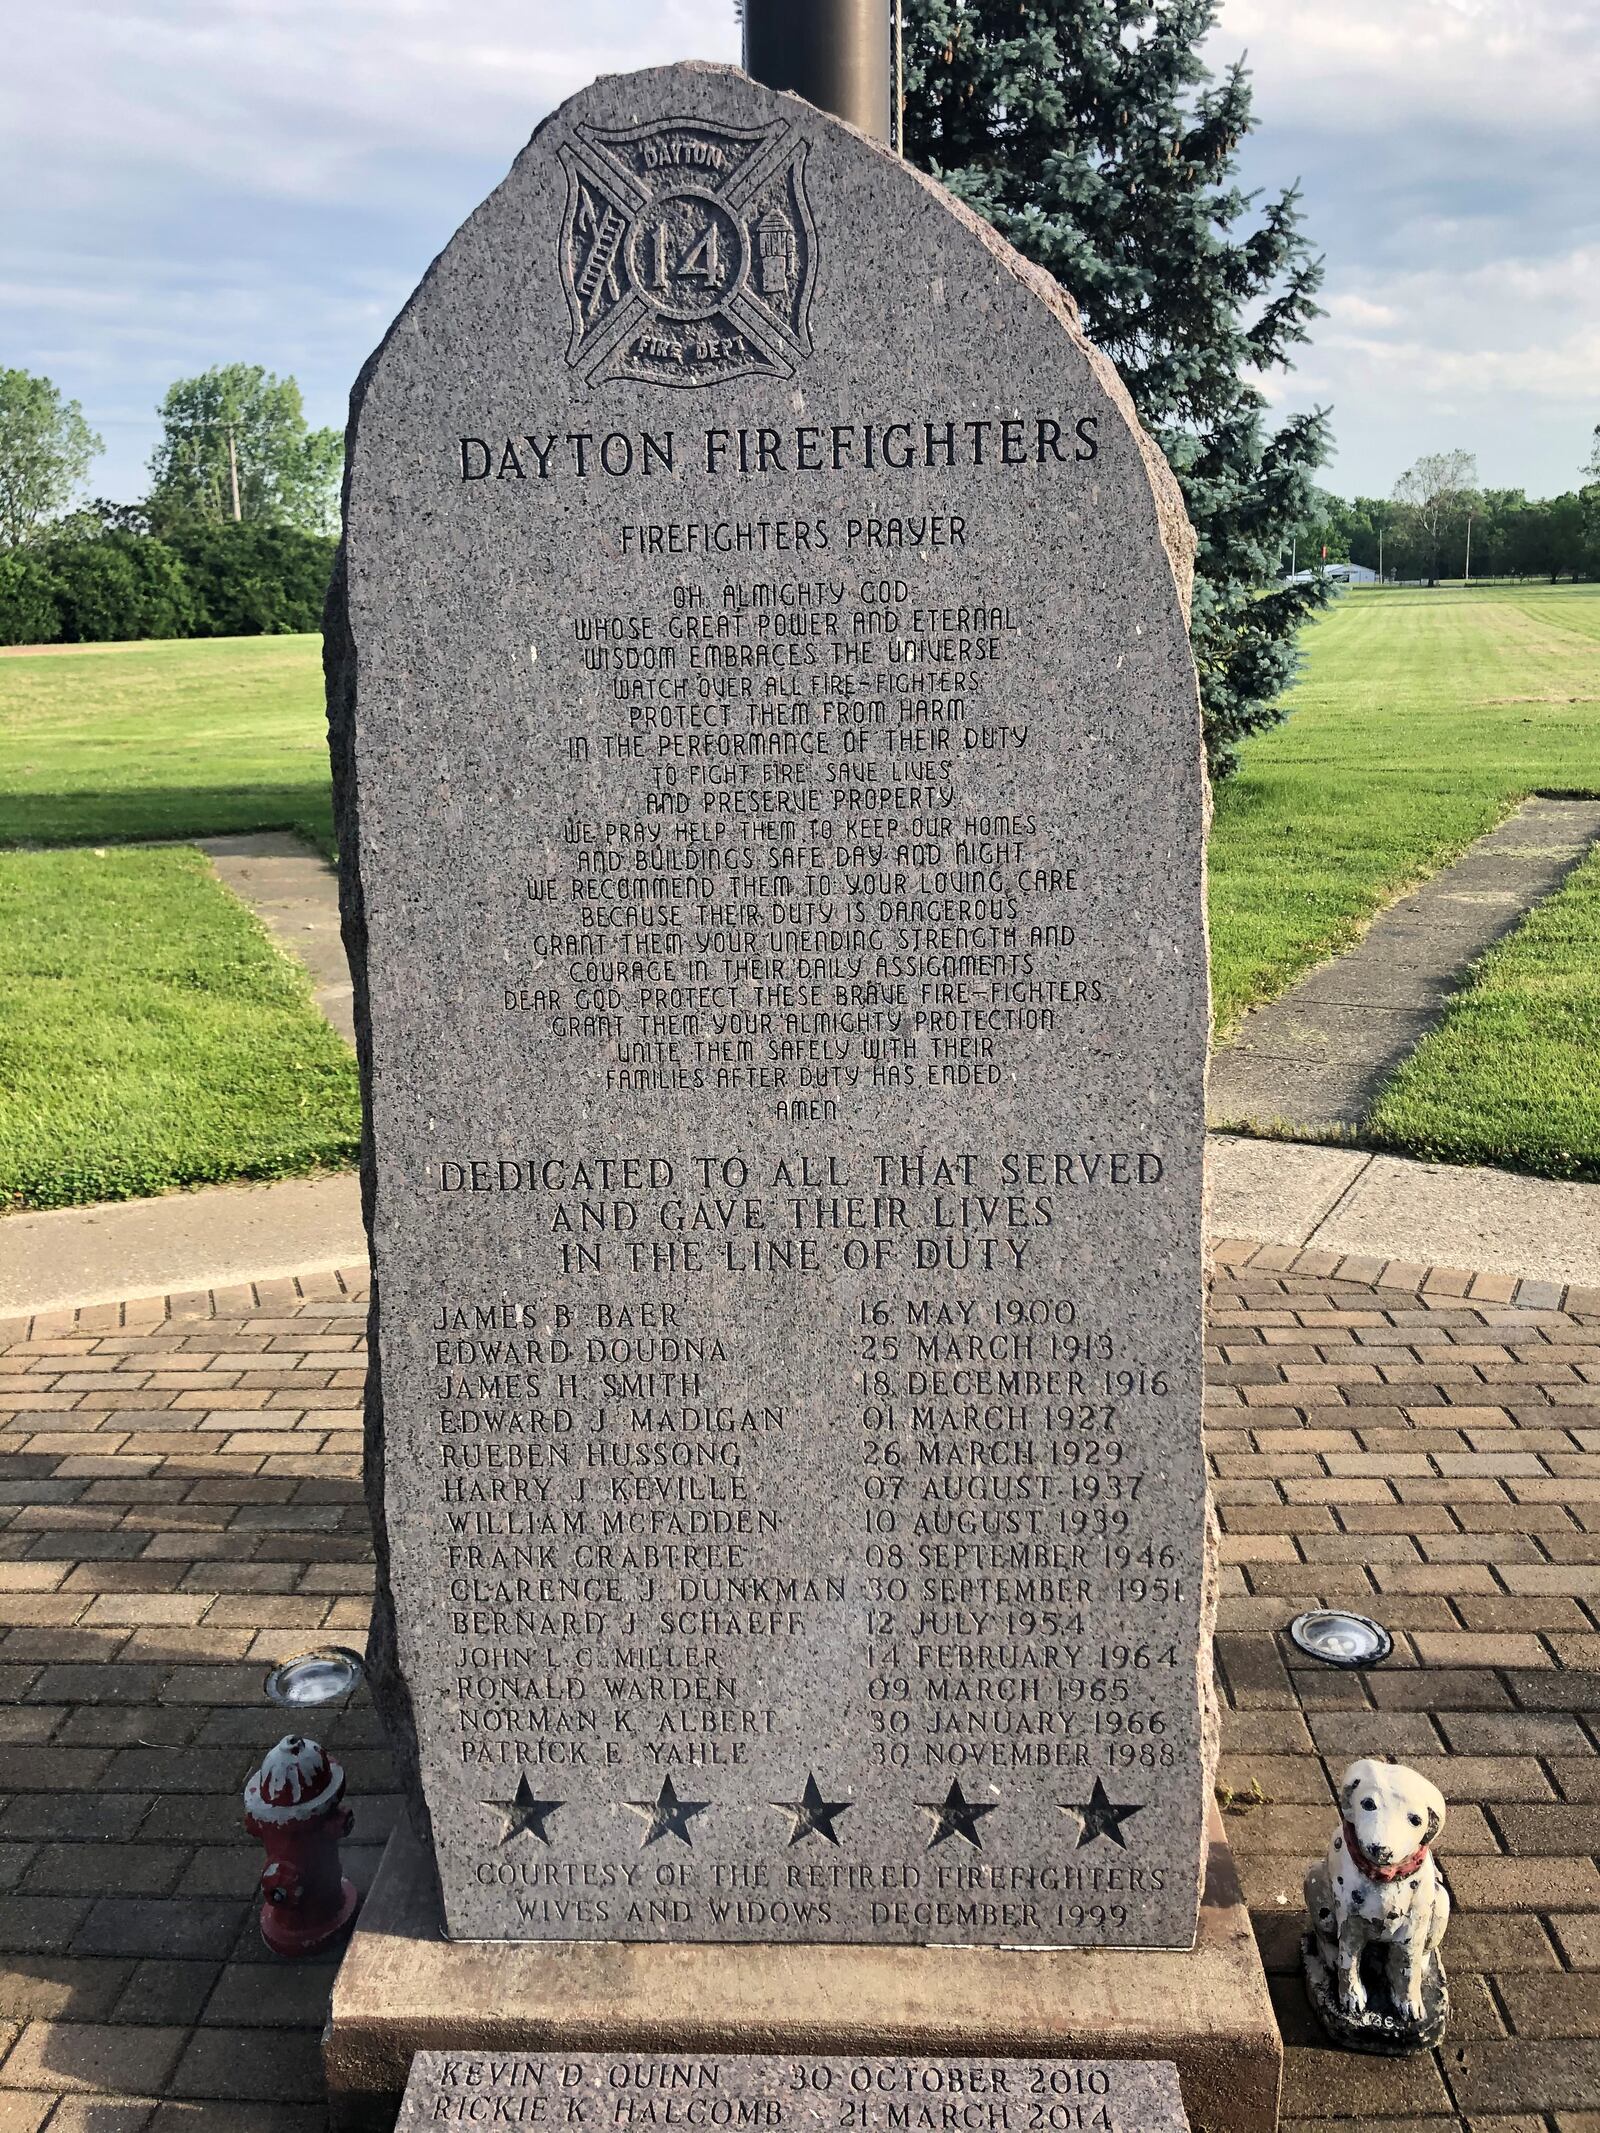 DAYTON
14
FIRE DEPT
DAYTON FIREFIGHTERS
FIREFIGHTERS PRAYER
OH ALMIGHTY GOD
WHOSE GREAT POWER AND ETERNAL
WISDOM EMBRACES THE UNIVERSE
WATCH OVER ALL FIRE-FIGHTERS
PROTECT THEM FROM HARM
IN THE PERFORMANCE OF THEIR DUTY
TO FIGHT FIRE, SAVE LIVES
AND PRESERVE PROPERTY.
WE PRAY HELP THEM TO KEEP OUR HOMES
AND BUILDINGS SAFE DAY AND NIGHT
WE RECOMMEND THEM TO YOUR LOVING CARE
BECAUSE THEIR DUTY IS DANGEROUS
GRANT THEM YOUR UNENDING STRENGTH AND
COURAGE IN THEIR DAILY ASSIGNMENTS
DEAR GOD PROTECT THESE BRAVE FIRE-FIGHTERS
GRANT THEM YOUR ALMIGHTY PROTECTION
UNITE THEM SAFELY WITH THEIR
FAMILIES AFTER DUTY HAS ENDED
AMEN
DEDICATED TO ALL THAT SERVED
AND GAVE THEIR LIVES
IN THE LINE OF DUTY
JAMES B. BAER 16 MAY 1900
EDWARD DOUDNA 25 MARCH 1913
JAMES H. SMITH 18 DECEMBER 1916
EDWARD J. MADIGAN 01 MARCH 1927
RUEBEN HUSSONG 26 MARCH 1929
HARRY J. KEVILLE 07 AUGUST 1937
WILLIAM MCFADDEN 10 AUGUST 1939
FRANK CRABTREE 08 SEPTEMBER 1946
CLARENCE J. DUNKMAN 30 SEPTEMBER 1951
BERNARD J. SCHAEFF 12 JULY 1954
JOHN L.C. MILLER 14 FEBRUARY 1964
RONALD WARDEN 09 MARCH 1965
NORMAN K. ALBERT 30 JANUARY 1966
PATRICK E. YAHLE 30 NOVEMBER 1988
COURTESY OF THE RETIRED FIREFIGHTERS
WIVES AND WIDOWS... DECEMBER 1999
KEVIN D. QUINN 30 OCTOBER 2010
RICKIE K. HALCOMB 21 MARCH 2014